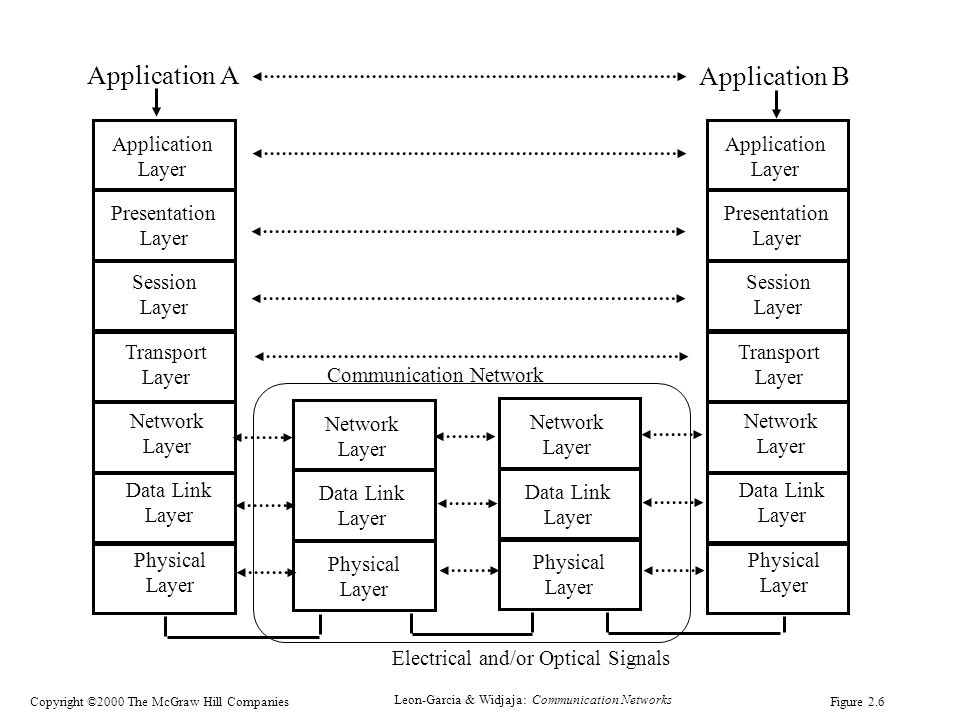 Application A
Application B
Application
Layer
Application
Layer
Presentation
Layer
Presentation
Layer
Session
Layer
Session
Layer
Transport
Layer
Transport
Layer
Communication Network
Network
Layer
Network
Layer
Network
Layer
Network
Layer
Data Link
Layer
Data Link
Layer
Data Link
Layer
Data Link
Layer
Physical
Layer
Physical
Layer
Physical
Layer
Physical
Layer
Electrical and/or Optical Signals
Copyright ©2000 The McGraw Hill Companies
Leon-Garcia & Widjaja: Communication Networks
Figure 2.6